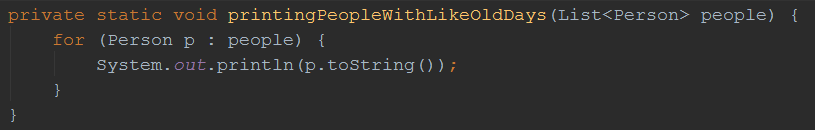 private static void printingPeopleWithLikeOldDays(List<Person> people) {
    for (Person p : people) {
        System.out.println(p.toString());
    }
}